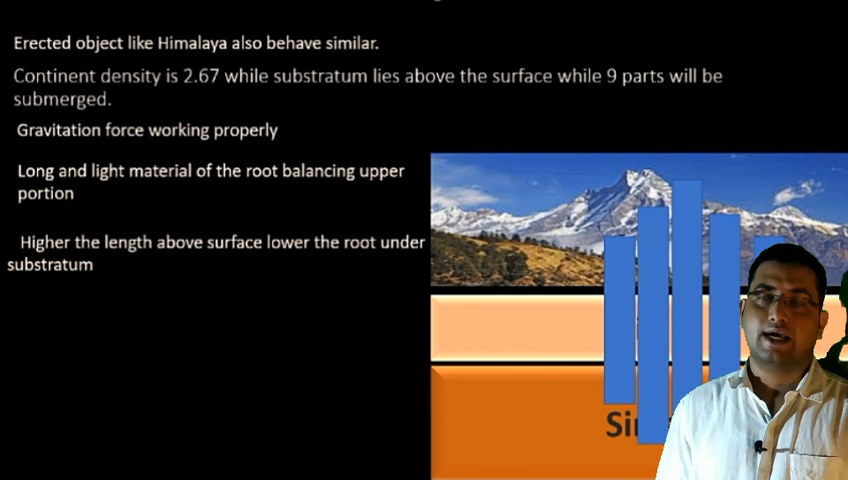 Erected object like Himalaya also behave similar.
Continent density is 2.67 while substratum lies above the surface while 9 parts will be
submerged.
Gravitation force working properly
Long and light material of the root balancing upper
portion
Higher the length above surface lower the root under
substratum